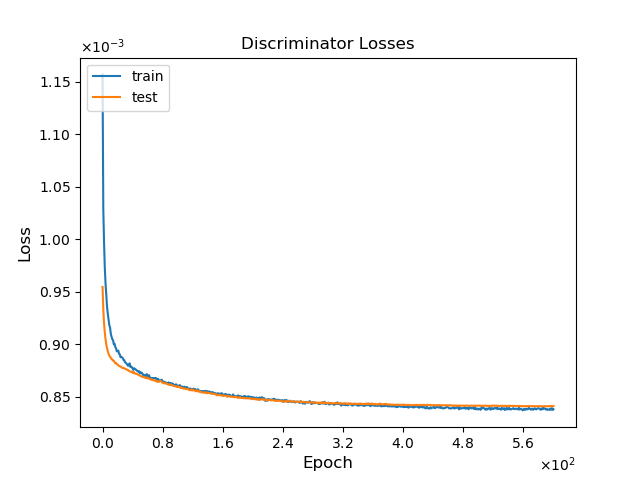 Discriminator Losses
×10⁻³
train
test
1.15
1.10
1.05
1.00
0.95
0.90
0.85
Loss
0.0 0.8 1.6 2.4 3.2 4.0 4.8 5.6
Epoch
×10²